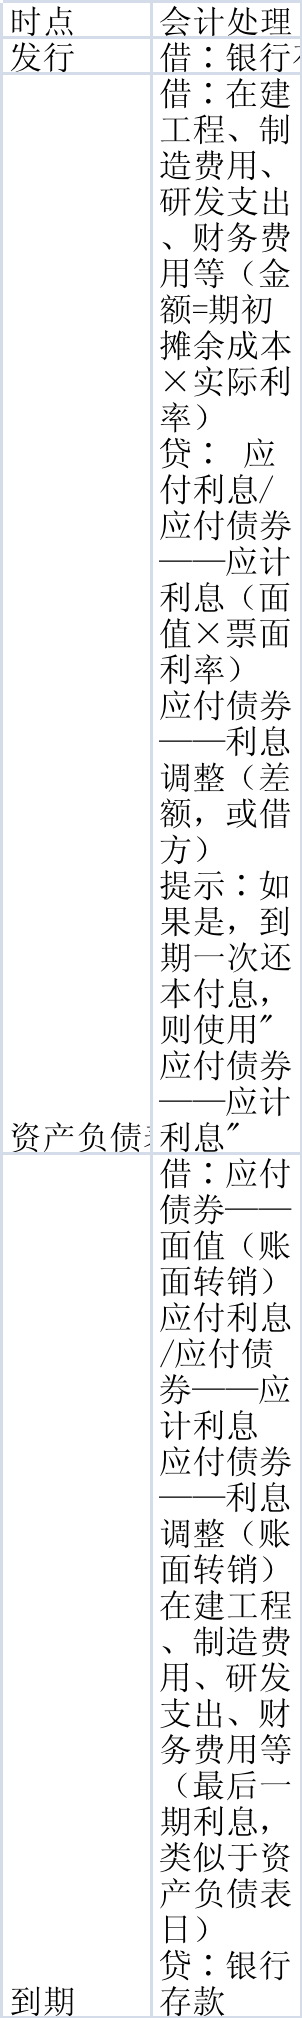 时点 会计处理
发行 借：银行
借：在建
工程、制
造费用、
研发支出
、财务费
用等（金
额=期初
摊余成本
×实际利
率）
贷： 应
付利息/
应付债券
——应计
利息（面
值×票面
利率）
应付债券
——利息
调整（差
额，或借
方）
提示：如
果是，到
期一次还
本付息，
则使用"
应付债券
——应计
资产负债 利息"
借：应付
债券——
面值（账
面转销）
应付利息
/应付债
券——应
计利息
应付债券
——利息
调整（账
面转销）
在建工程
、制造费
用、研发
支出、财
务费用等
（最后一
期利息，
类似于资
产负债表
日）
贷：银行
到期 存款